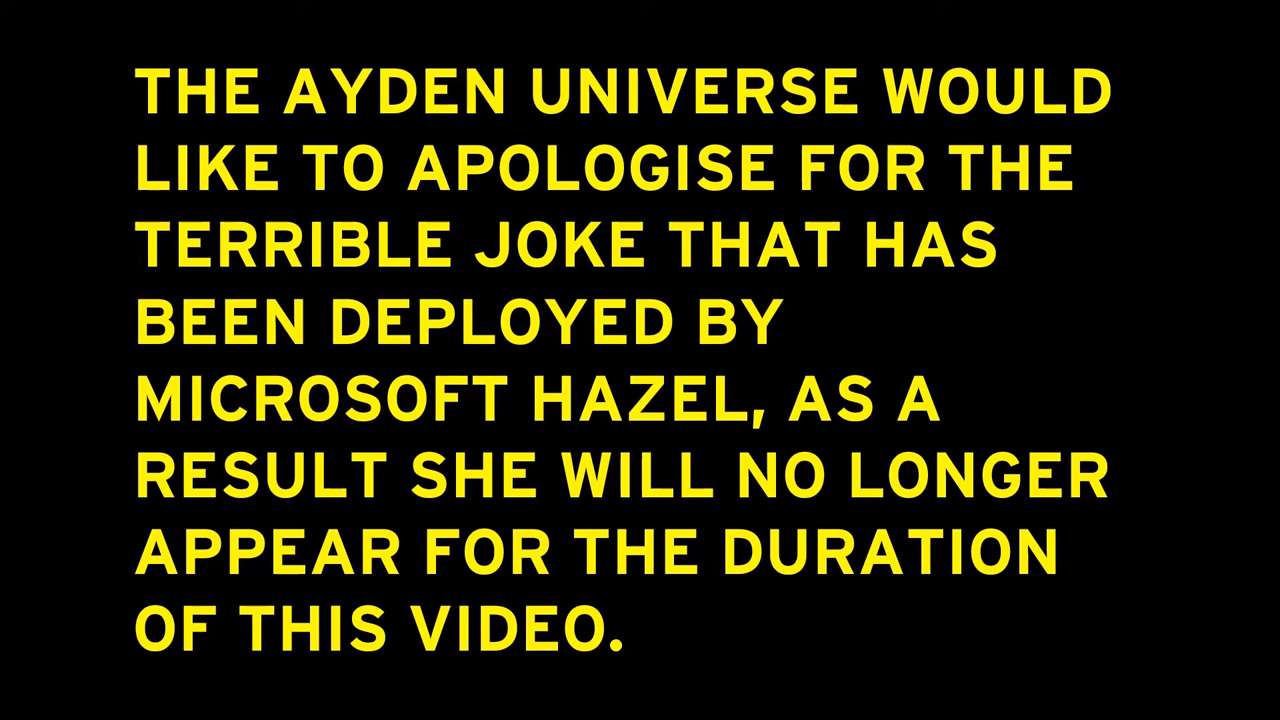 THE AYDEN UNIVERSE WOULD
LIKE TO APOLOGISE FOR THE
TERRIBLE JOKE THAT HAS
BEEN DEPLOYED BY
MICROSOFT HAZEL, AS A
RESULT SHE WILL NO LONGER
APPEAR FOR THE DURATION
OF THIS VIDEO.